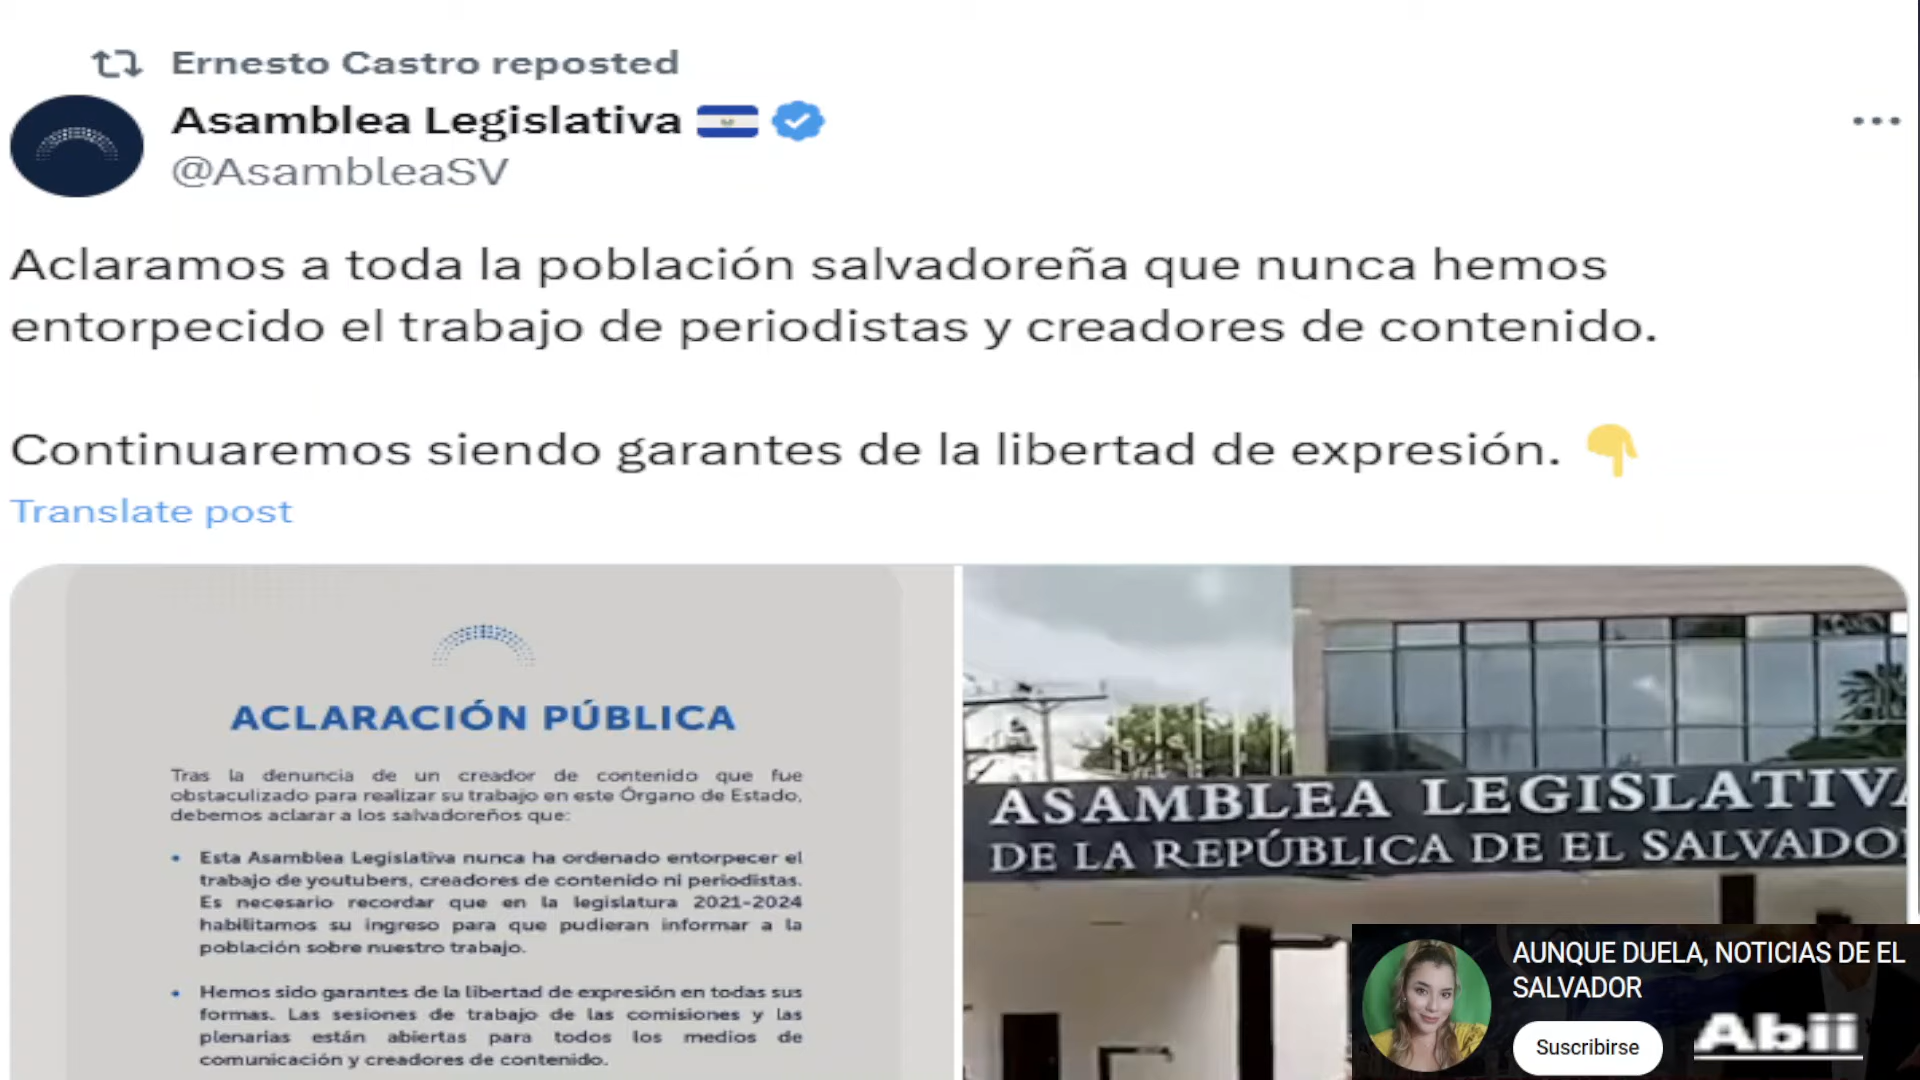 Ernesto Castro reposted
Asamblea Legislativa
@AsambleaSV
Aclaramos a toda la población salvadoreña que nunca hemos
entorpecido el trabajo de periodistas y creadores de contenido.
Continuaremos siendo garantes de la libertad de expresión.
Translate post
ACLARACIÓN PÚBLICA
Tras la denuncia de un creador de contenido que fue
obstaculizado para realizar su trabajo en este Órgano de Estado,
debemos aclarar a los salvadoreños que:
• Esta Asamblea Legislativa nunca ha ordenado entorpecer el
trabajo de youtubers, creadores de contenido ni periodistas.
Es necesario recordar que en la legislatura 2021-2024
habilitamos su ingreso para que pudieran informar a la
población sobre nuestro trabajo.
• Hemos sido garantes de la libertad de expresión en todas sus
formas. Las sesiones de trabajo de las comisiones y las
plenarias están abiertas para todos los medios de
comunicación y creadores de contenido.
ASAMBLEA LEGISLATIVA
DE LA REPÚBLICA DE EL SALVADO
AUNQUE DUELA, NOTICIAS DE EL
SALVADOR
Suscribirse
Abii